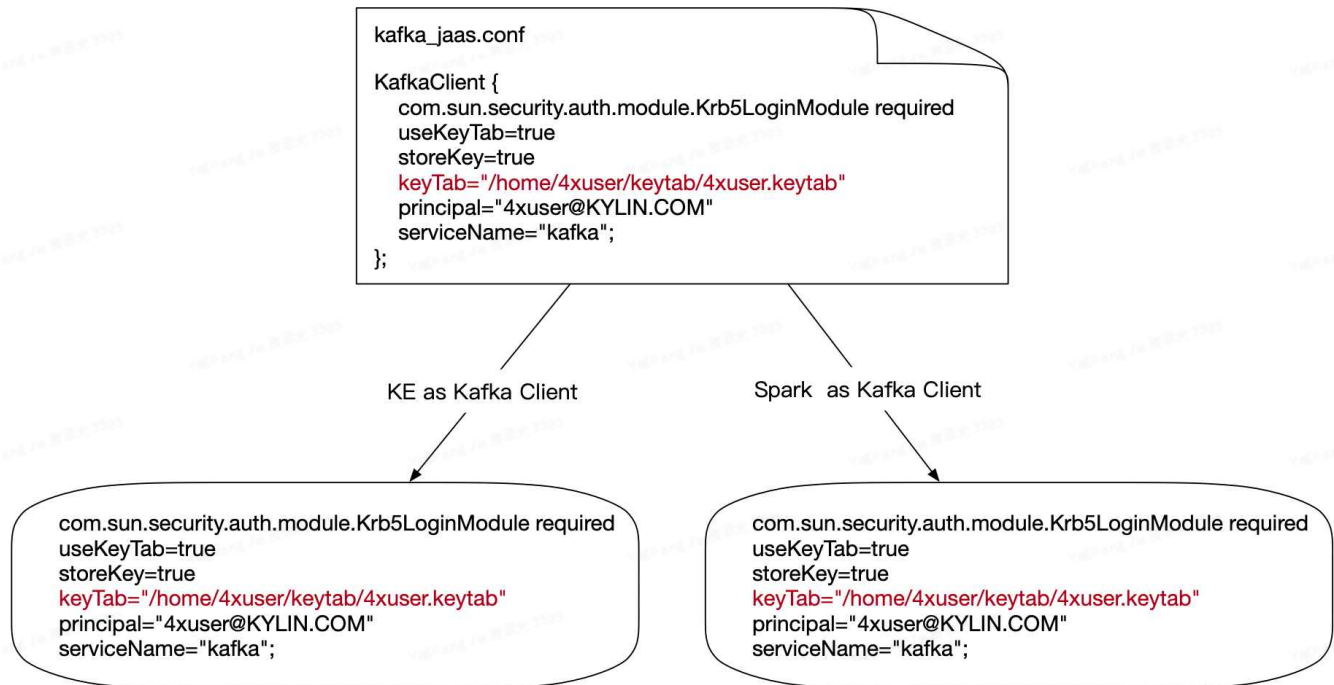 kafka_jaas.conf
KafkaClient {
com.sun.security.auth.module.Krb5LoginModule required
useKeyTab=true
storeKey=true
keyTab="/home/4xuser/keytab/4xuser.keytab"
principal="4xuser@KYLIN.COM"
serviceName="kafka";
};
KE as Kafka Client
Spark as Kafka Client
com.sun.security.auth.module.Krb5LoginModule required
useKeyTab=true
storeKey=true
keyTab="/home/4xuser/keytab/4xuser.keytab"
principal="4xuser@KYLIN.COM"
serviceName="kafka";
com.sun.security.auth.module.Krb5LoginModule required
useKeyTab=true
storeKey=true
keyTab="/home/4xuser/keytab/4xuser.keytab"
principal="4xuser@KYLIN.COM"
serviceName="kafka";